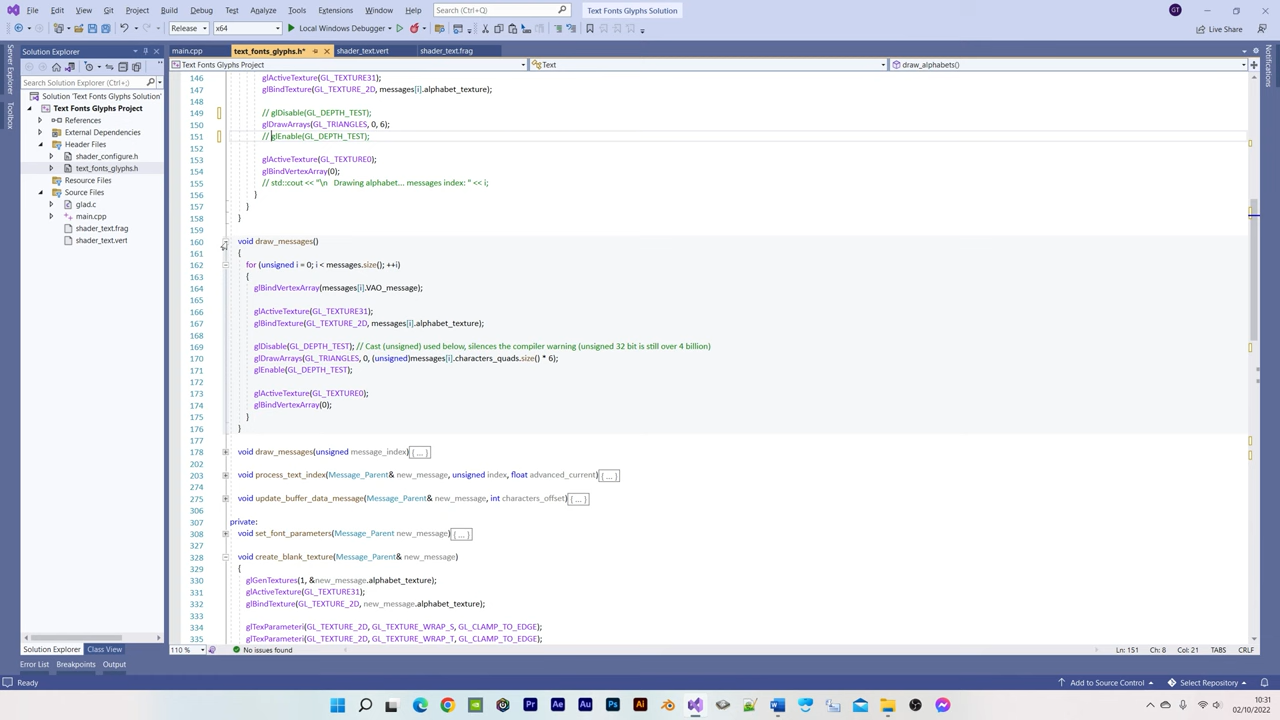 File Edit View Git Project Build Debug Test Analyze Tools Extensions Window Help Search (Ctrl+Q) Text Fonts Glyphs Solution GT
Release x64 Local Windows Debugger Live Share
Server Explorer
Toolbox
Solution Explorer
Search Solution Explorer (Ctrl+;)
Solution 'Text Fonts Glyphs Solution'
Text Fonts Glyphs Project
References
External Dependencies
Header Files
shader_configure.h
text_fonts_glyphs.h
Resource Files
Source Files
glad.c
main.cpp
shader_text.frag
shader_text.vert
Solution Explorer Class View
main.cpp text_fonts_glyphs.h* shader_text.vert shader_text.frag
Text Fonts Glyphs Project Text draw_alphabets()
146 glActiveTexture(GL_TEXTURE31);
147 glBindTexture(GL_TEXTURE_2D, messages[i].alphabet_texture);
148
149 // glDisable(GL_DEPTH_TEST);
150 glDrawArrays(GL_TRIANGLES, 0, 6);
151 // glEnable(GL_DEPTH_TEST);
152
153 glActiveTexture(GL_TEXTURE0);
154 glBindVertexArray(0);
155 // std::cout << "\n   Drawing alphabet... messages index: " << i;
156 }
157 }
158 }
159
160 void draw_messages()
161 {
162 for (unsigned i = 0; i < messages.size(); ++i)
163 {
164 glBindVertexArray(messages[i].VAO_message);
165
166 glActiveTexture(GL_TEXTURE31);
167 glBindTexture(GL_TEXTURE_2D, messages[i].alphabet_texture);
168
169 glDisable(GL_DEPTH_TEST); // Cast (unsigned) used below, silences the compiler warning (unsigned 32 bit is still over 4 billion)
170 glDrawArrays(GL_TRIANGLES, 0, (unsigned)messages[i].characters_quads.size() * 6);
171 glEnable(GL_DEPTH_TEST);
172
173 glActiveTexture(GL_TEXTURE0);
174 glBindVertexArray(0);
175 }
176 }
177
178 void draw_messages(unsigned message_index){ ... }
202
203 void process_text_index(Message_Parent& new_message, unsigned index, float advanced_current){ ... }
274
275 void update_buffer_data_message(Message_Parent& new_message, int characters_offset){ ... }
306
307 private:
308 void set_font_parameters(Message_Parent new_message){ ... }
327
328 void create_blank_texture(Message_Parent& new_message)
329 {
330 glGenTextures(1, &new_message.alphabet_texture);
331 glActiveTexture(GL_TEXTURE31);
332 glBindTexture(GL_TEXTURE_2D, new_message.alphabet_texture);
333
334 glTexParameteri(GL_TEXTURE_2D, GL_TEXTURE_WRAP_S, GL_CLAMP_TO_EDGE);
335 glTexParameteri(GL_TEXTURE_2D, GL_TEXTURE_WRAP_T, GL_CLAMP_TO_EDGE);
110 % No issues found Ln: 151 Ch: 8 Col: 21 TABS CRLF
Notifications
Error List Breakpoints Output
Ready Add to Source Control Select Repository
10:31
02/10/2022